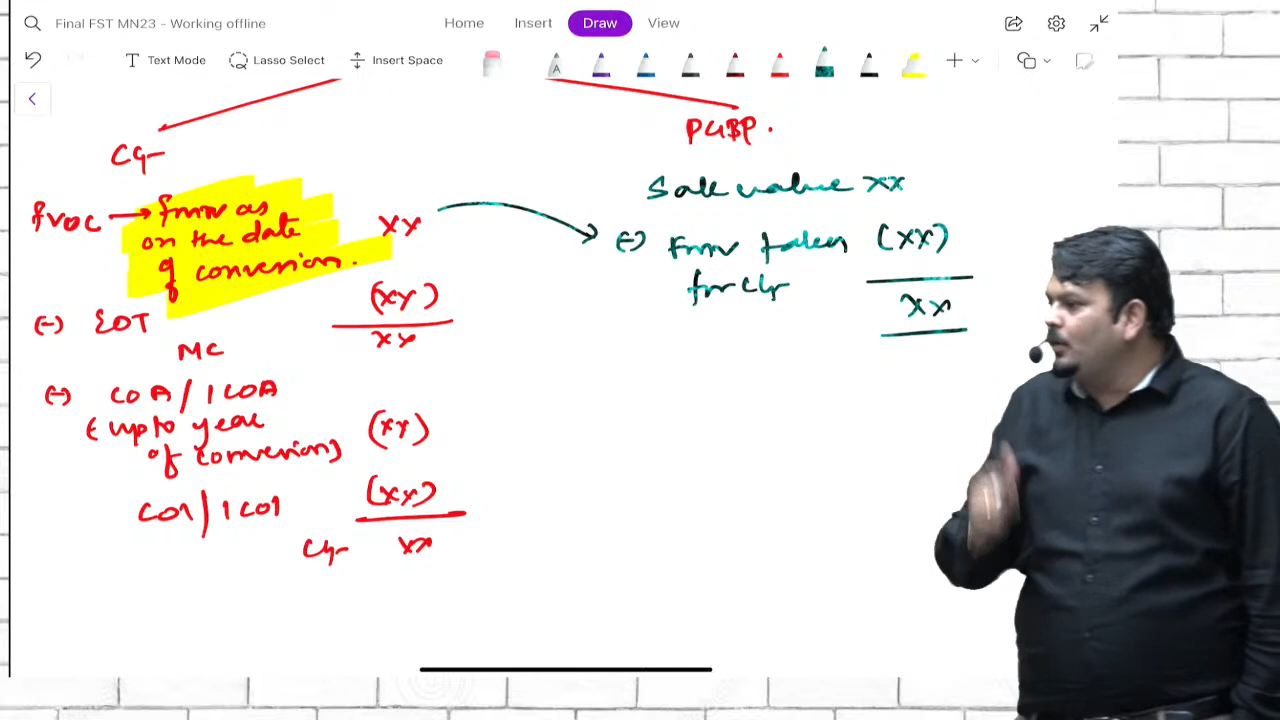 Final FST MN23 - Working offline
Home Insert Draw View
Text Mode Lasso Select A Insert Space
CG
PGBP.
FVOC → FMV as
on the date
of conversion.
XX
(-) EOT (XX)
XX
MC
(-) COA / ICOA
(upto year
of conversion) (XX)
COI / ICOI (XX)
CG XX
Sale value XX
(-) FMV taken (XX)
for CG
XX